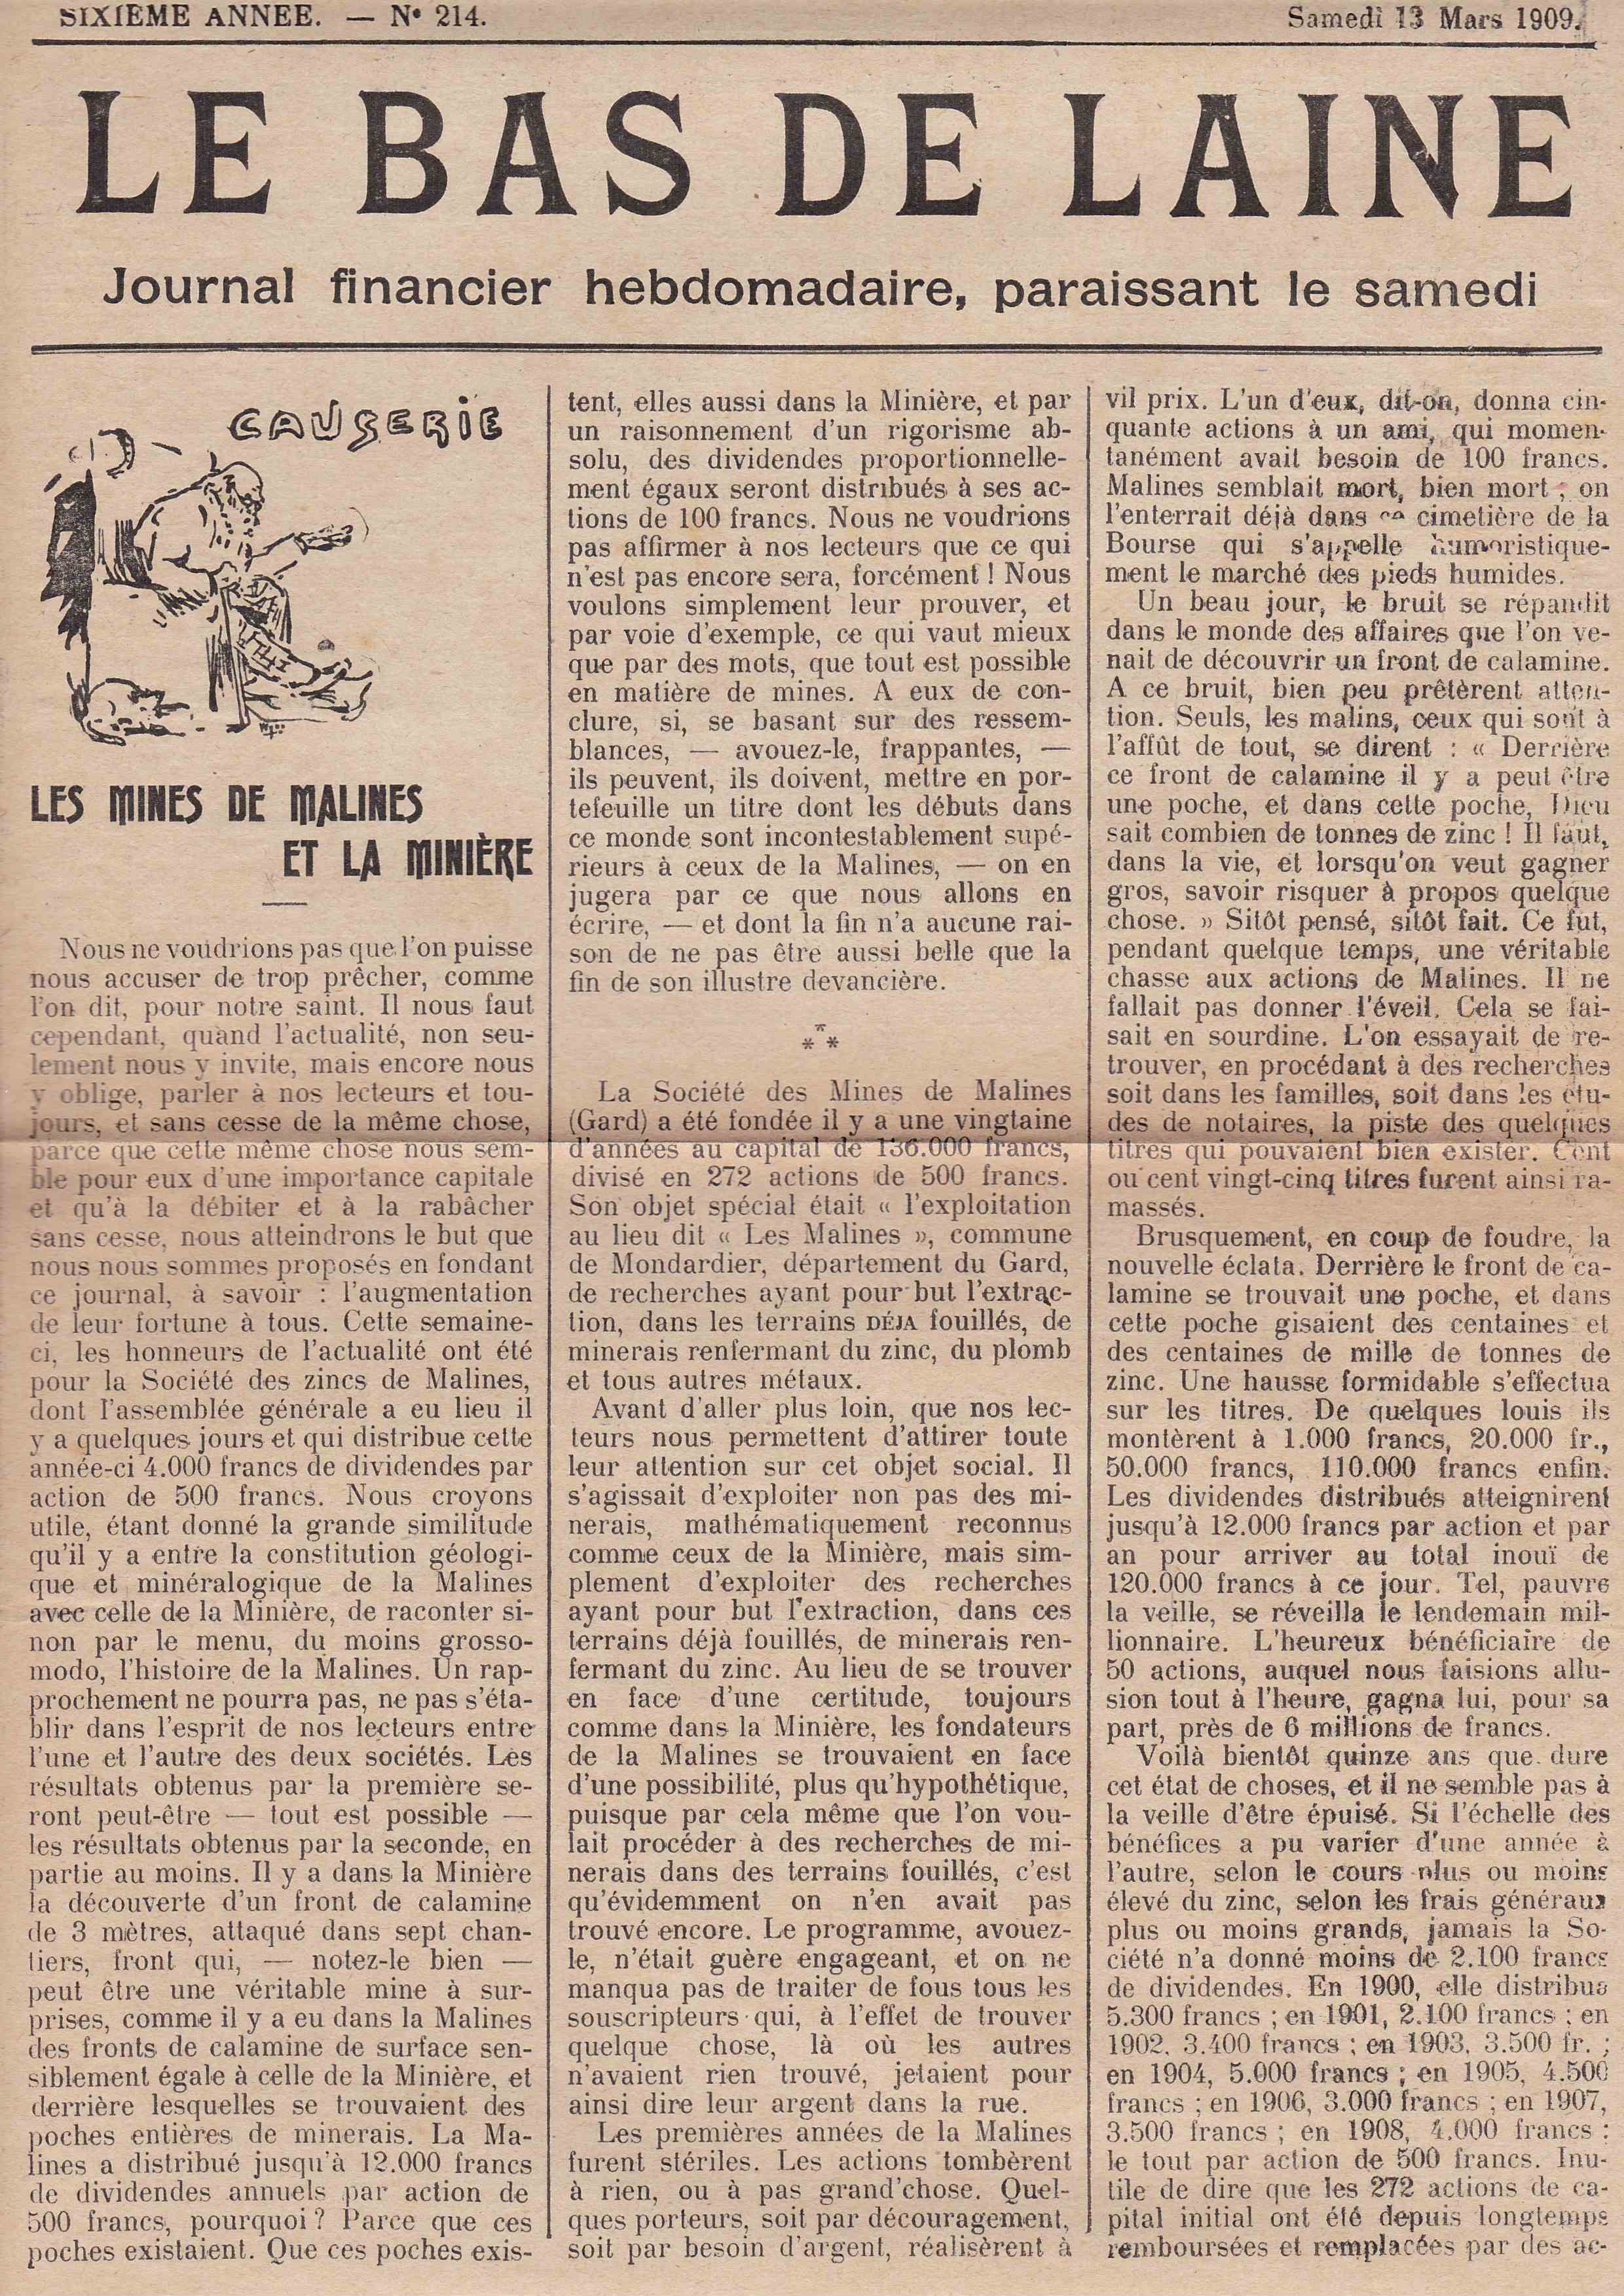 SIXIÈME ANNÉE. — N° 214.
Samedi 13 Mars 1909.
LE BAS DE LAINE
Journal financier hebdomadaire, paraissant le samedi
CAUSERIE
LES MINES DE MALINES
ET LA MINIÈRE
Nous ne voudrions pas que l'on puisse
nous accuser de trop prêcher, comme
l'on dit, pour notre saint. Il nous faut
cependant, quand l'actualité, non seu-
lement nous y invite, mais encore nous
y oblige, parler à nos lecteurs et tou-
jours, et sans cesse de la même chose,
parce que cette même chose nous sem-
ble pour eux d'une importance capitale
et qu'à la débiter et à la rabâcher
sans cesse, nous atteindrons le but que
nous nous sommes proposés en fondant
ce journal, à savoir : l'augmentation
de leur fortune à tous. Cette semaine-
ci, les honneurs de l'actualité ont été
pour la Société des zincs de Malines,
dont l'assemblée générale a eu lieu il
y a quelques jours et qui distribue cette
année-ci 4.000 francs de dividendes par
action de 500 francs. Nous croyons
utile, étant donné la grande similitude
qu'il y a entre la constitution géologi-
que et minéralogique de la Malines
avec celle de la Minière, de raconter si-
non par le menu, du moins grosso-
modo, l'histoire de la Malines. Un rap-
prochement ne pourra pas, ne pas s'éta-
blir dans l'esprit de nos lecteurs entre
l'une et l'autre des deux sociétés. Les
résultats obtenus par la première se-
ront peut-être — tout est possible —
les résultats obtenus par la seconde, en
partie au moins. Il y a dans la Minière
la découverte d'un front de calamine
de 3 mètres, attaqué dans sept chan-
tiers, front qui, — notez-le bien —
peut être une véritable mine à sur-
prises, comme il y a eu dans la Malines
des fronts de calamine de surface sen-
siblement égale à celle de la Minière, et
derrière lesquelles se trouvaient des
poches entières de minerais. La Ma-
lines a distribué jusqu'à 12.000 francs
de dividendes annuels par action de
500 francs, pourquoi ? Parce que ces
poches existaient. Que ces poches exis-
tent, elles aussi dans la Minière, et par
un raisonnement d'un rigorisme ab-
solu, des dividendes proportionnelle-
ment égaux seront distribués à ses ac-
tions de 100 francs. Nous ne voudrions
pas affirmer à nos lecteurs que ce qui
n'est pas encore sera, forcément ! Nous
voulons simplement leur prouver, et
par voie d'exemple, ce qui vaut mieux
que par des mots, que tout est possible
en matière de mines. A eux de con-
clure, si, se basant sur des ressem-
blances, — avouez-le, frappantes, —
ils peuvent, ils doivent, mettre en por-
tefeuille un titre dont les débuts dans
ce monde sont incontestablement supé-
rieurs à ceux de la Malines, — on en
jugera par ce que nous allons en
écrire, — et dont la fin n'a aucune rai-
son de ne pas être aussi belle que la
fin de son illustre devancière.
*
* *
La Société des Mines de Malines
(Gard) a été fondée il y a une vingtaine
d'années au capital de 136.000 francs,
divisé en 272 actions de 500 francs.
Son objet spécial était « l'exploitation
au lieu dit « Les Malines », commune
de Mondardier, département du Gard,
de recherches ayant pour but l'extrac-
tion, dans les terrains DÉJA fouillés, de
minerais renfermant du zinc, du plomb
et tous autres métaux.
Avant d'aller plus loin, que nos lec-
teurs nous permettent d'attirer toute
leur attention sur cet objet social. Il
s'agissait d'exploiter non pas des mi-
nerais, mathématiquement reconnus
comme ceux de la Minière, mais sim-
plement d'exploiter des recherches
ayant pour but l'extraction, dans ces
terrains déjà fouillés, de minerais ren-
fermant du zinc. Au lieu de se trouver
en face d'une certitude, toujours
comme dans la Minière, les fondateurs
de la Malines se trouvaient en face
d'une possibilité, plus qu'hypothétique,
puisque par cela même que l'on vou-
lait procéder à des recherches de mi-
nerais dans des terrains fouillés, c'est
qu'évidemment on n'en avait pas
trouvé encore. Le programme, avouez-
le, n'était guère engageant, et on ne
manqua pas de traiter de fous tous les
souscripteurs qui, à l'effet de trouver
quelque chose, là où les autres
n'avaient rien trouvé, jetaient pour
ainsi dire leur argent dans la rue.
Les premières années de la Malines
furent stériles. Les actions tombèrent
à rien, ou à pas grand'chose. Quel-
ques porteurs, soit par découragement,
soit par besoin d'argent, réalisèrent à
vil prix. L'un d'eux, dit-on, donna cin-
quante actions à un ami, qui momen-
tanément avait besoin de 100 francs.
Malines semblait mort, bien mort ; on
l'enterrait déjà dans ce cimetière de la
Bourse qui s'appelle humoristique-
ment le marché des pieds humides.
Un beau jour, le bruit se répandit
dans le monde des affaires que l'on ve-
nait de découvrir un front de calamine.
A ce bruit, bien peu prêtèrent atten-
tion. Seuls, les malins, ceux qui sont à
l'affût de tout, se dirent : « Derrière
ce front de calamine il y a peut être
une poche, et dans cette poche, Dieu
sait combien de tonnes de zinc ! Il faut,
dans la vie, et lorsqu'on veut gagner
gros, savoir risquer à propos quelque
chose. » Sitôt pensé, sitôt fait. Ce fut,
pendant quelque temps, une véritable
chasse aux actions de Malines. Il ne
fallait pas donner l'éveil. Cela se fai-
sait en sourdine. L'on essayait de re-
trouver, en procédant à des recherches
soit dans les familles, soit dans les étu-
des de notaires, la piste des quelques
titres qui pouvaient bien exister. Cent
ou cent vingt-cinq titres furent ainsi ra-
massés.
Brusquement, en coup de foudre, la
nouvelle éclata. Derrière le front de ca-
lamine se trouvait une poche, et dans
cette poche gisaient des centaines et
des centaines de mille de tonnes de
zinc. Une hausse formidable s'effectua
sur les titres. De quelques louis ils
montèrent à 1.000 francs, 20.000 fr.,
50.000 francs, 110.000 francs enfin.
Les dividendes distribués atteignirent
jusqu'à 12.000 francs par action et par
an pour arriver au total inouï de
120.000 francs à ce jour. Tel, pauvre
la veille, se réveilla le lendemain mil-
lionnaire. L'heureux bénéficiaire de
50 actions, auquel nous faisions allu-
sion tout à l'heure, gagna lui, pour sa
part, près de 6 millions de francs.
Voilà bientôt quinze ans que dure
cet état de choses, et il ne semble pas à
la veille d'être épuisé. Si l'échelle des
bénéfices a pu varier d'une année à
l'autre, selon le cours plus ou moins
élevé du zinc, selon les frais généraux
plus ou moins grands, jamais la So-
ciété n'a donné moins de 2.100 francs
de dividendes. En 1900, elle distribua
5.300 francs ; en 1901, 2.100 francs ; en
1902, 3.400 francs ; en 1903, 3.500 fr. ;
en 1904, 5.000 francs ; en 1905, 4.500
francs ; en 1906, 3.000 francs ; en 1907,
3.500 francs ; en 1908, 4.000 francs ;
le tout par action de 500 francs. Inu-
tile de dire que les 272 actions de ca-
pital initial ont été depuis longtemps
remboursées et remplacées par des ac-